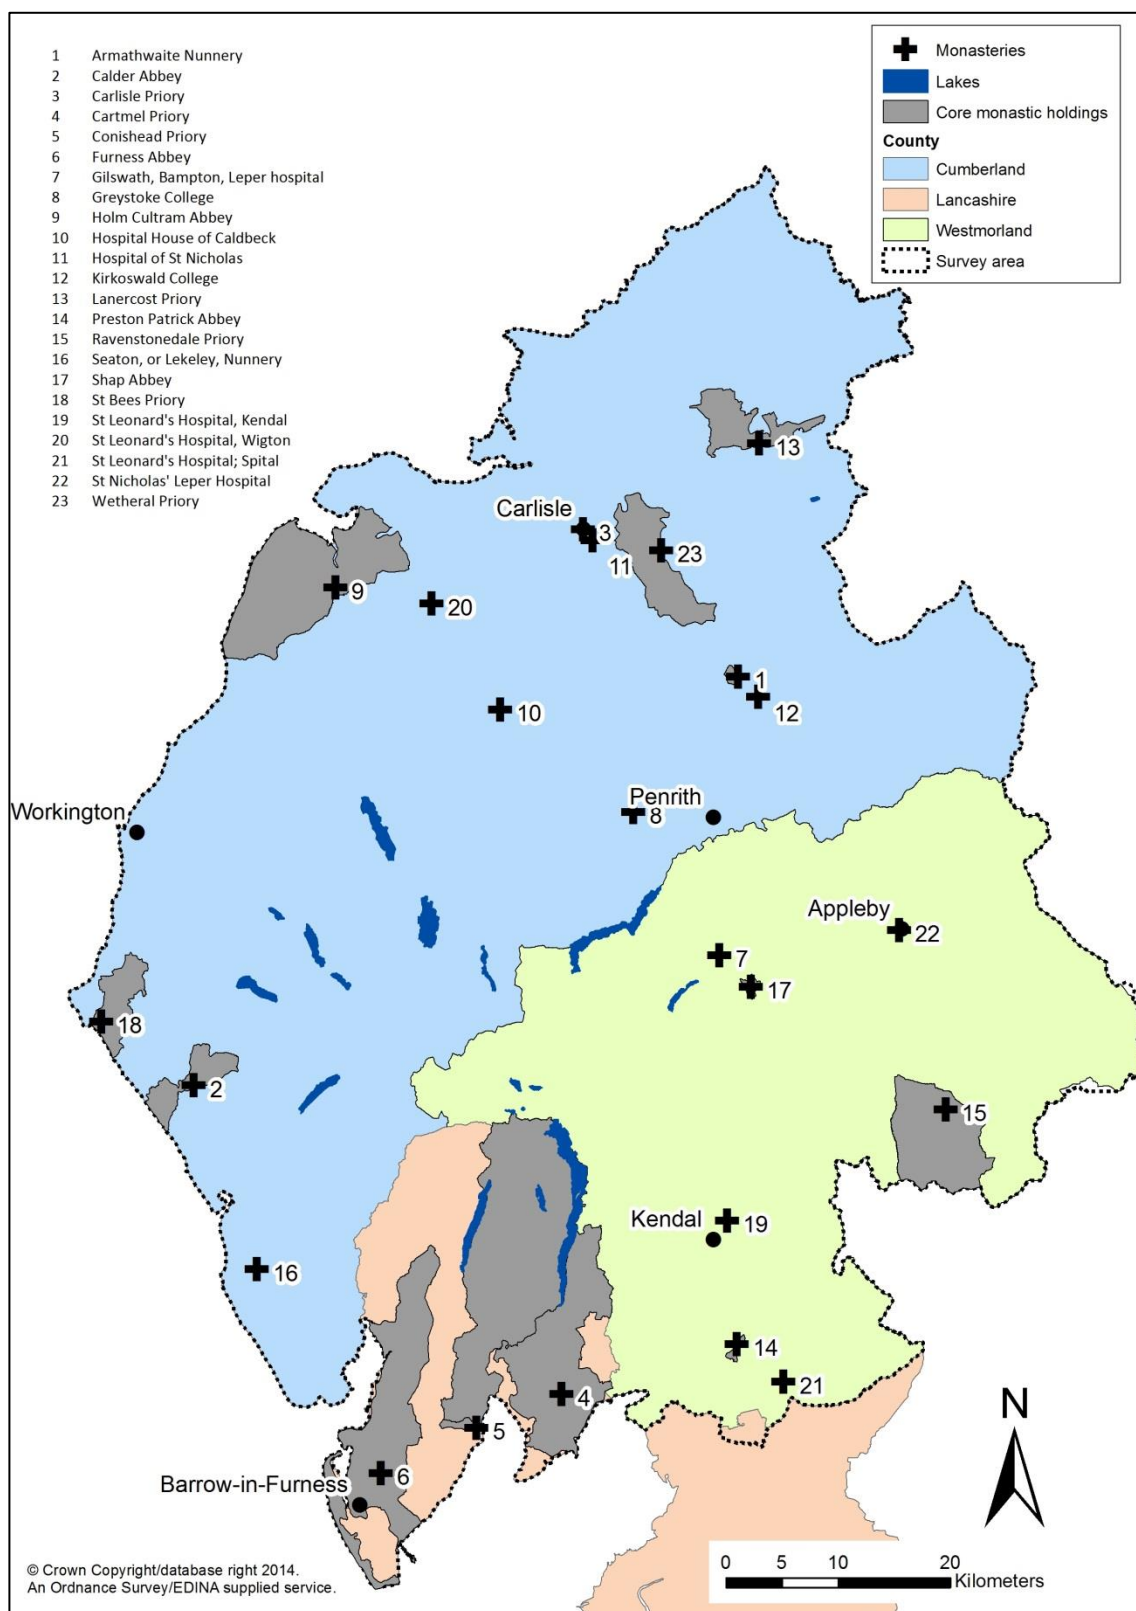 1 Armathwaite Nunnery
2 Calder Abbey
3 Carlisle Priory
4 Cartmel Priory
5 Conishead Priory
6 Furness Abbey
7 Gilswath, Bampton, Leper hospital
8 Greystoke College
9 Holm Cultram Abbey
10 Hospital House of Caldbeck
11 Hospital of St Nicholas
12 Kirkoswald College
13 Lanercost Priory
14 Preston Patrick Abbey
15 Ravenstonedale Priory
16 Seaton, or Lekeley, Nunnery
17 Shap Abbey
18 St Bees Priory
19 St Leonard's Hospital, Kendal
20 St Leonard's Hospital, Wigton
21 St Leonard's Hospital; Spital
22 St Nicholas' Leper Hospital
23 Wetheral Priory
Monasteries
Lakes
Core monastic holdings
County
Cumberland
Lancashire
Westmorland
Survey area
13
Carlisle
3
11
23
9
20
1
12
10
Workington
Penrith
8
Appleby
22
7
17
18
2
15
Kendal
19
16
14
21
4
5
6
Barrow-in-Furness
N
0 5 10 20
Kilometers
© Crown Copyright/database right 2014.
An Ordnance Survey/EDINA supplied service.